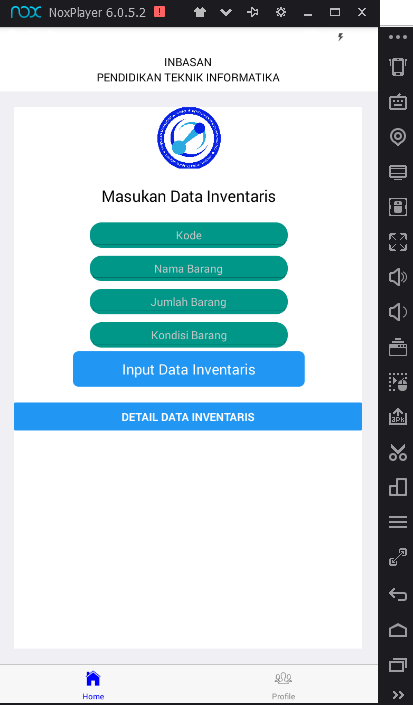 nox NoxPlayer 6.0.5.2
INBASAN
PENDIDIKAN TEKNIK INFORMATIKA
Masukan Data Inventaris
Kode
Nama Barang
Jumlah Barang
Kondisi Barang
Input Data Inventaris
DETAIL DATA INVENTARIS
Home
Profile